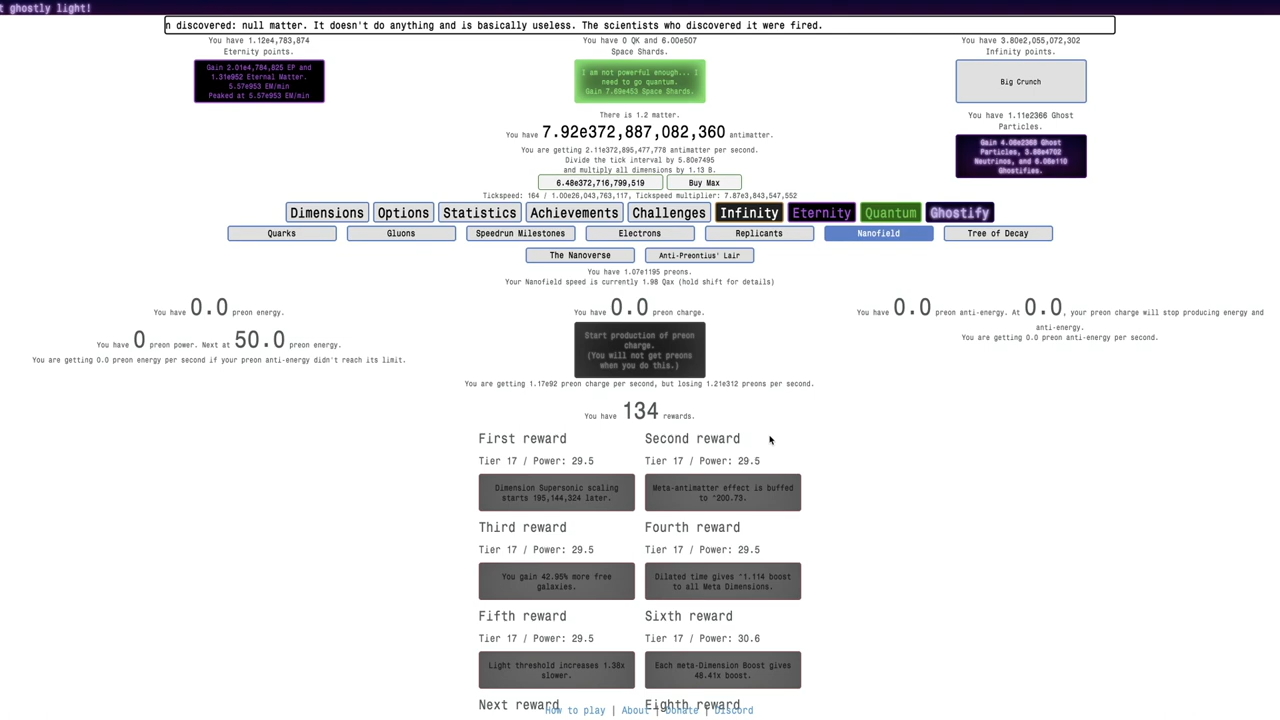 t ghostly light!
n discovered: null matter. It doesn't do anything and is basically useless. The scientists who discovered it were fired.
You have 1.12e4,783,874
Eternity points.
Gain 2.01e4,784,825 EP and
1.31e952 Eternal Matter.
5.57e953 EM/min
Peaked at 5.57e953 EM/min
You have 0 QK and 6.00e507
Space Shards.
I am not powerful enough... I
need to go quantum.
Gain 7.69e453 Space Shards.
You have 3.80e2,055,072,302
Infinity points.
Big Crunch
You have 1.11e2366 Ghost
Particles.
Gain 4.06e2368 Ghost
Particles, 3.88e4702
Neutrinos, and 6.06e110
Ghostifies.
There is 1.2 matter.
You have 7.92e372,887,082,360 antimatter.
You are getting 2.11e372,895,477,778 antimatter per second.
Divide the tick interval by 5.80e7495
and multiply all dimensions by 1.13 B.
6.48e372,716,799,519
Buy Max
Tickspeed: 164 / 1.00e26,043,763,117, Tickspeed multiplier: 7.87e3,843,547,552
Dimensions
Options
Statistics
Achievements
Challenges
Infinity
Eternity
Quantum
Ghostify
Quarks
Gluons
Speedrun Milestones
Electrons
Replicants
Nanofield
Tree of Decay
The Nanoverse
Anti-Preontius' Lair
You have 1.07e1195 preons.
Your Nanofield speed is currently 1.98 Qax (hold shift for details)
You have 0.0 preon energy.
You have 0 preon power. Next at 50.0 preon energy.
You are getting 0.0 preon energy per second if your preon anti-energy didn't reach its limit.
You have 0.0 preon charge.
Start production of preon
charge.
(You will not get preons
when you do this.)
You are getting 1.17e92 preon charge per second, but losing 1.21e312 preons per second.
You have 0.0 preon anti-energy. At 0.0, your preon charge will stop producing energy and
anti-energy.
You are getting 0.0 preon anti-energy per second.
You have 134 rewards.
First reward
Tier 17 / Power: 29.5
Dimension Supersonic scaling
starts 195,144,324 later.
Second reward
Tier 17 / Power: 29.5
Meta-antimatter effect is buffed
to ^200.73.
Third reward
Tier 17 / Power: 29.5
You gain 42.95% more free
galaxies.
Fourth reward
Tier 17 / Power: 29.5
Dilated time gives ^1.114 boost
to all Meta Dimensions.
Fifth reward
Tier 17 / Power: 29.5
Light threshold increases 1.38x
slower.
Sixth reward
Tier 17 / Power: 30.6
Each meta-Dimension Boost gives
46.41x boost.
Next reward
Eighth reward
How to play | About | Donate | Discord